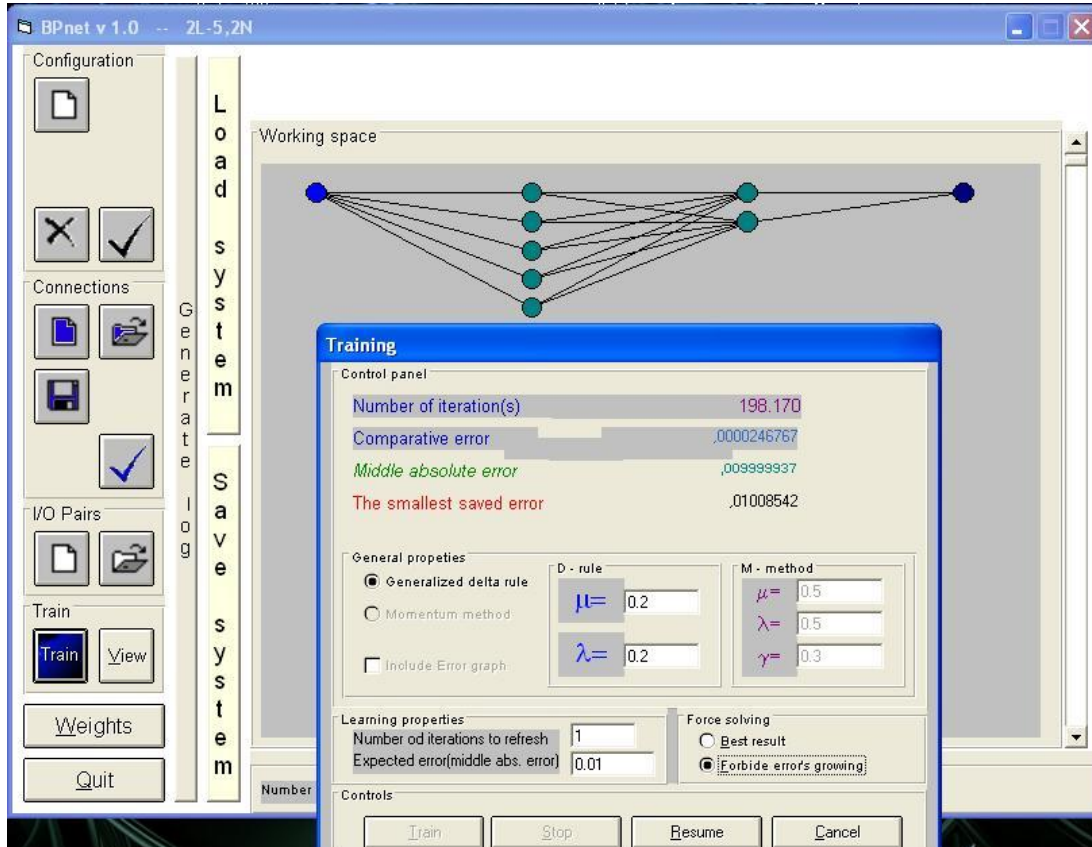 BPnet v 1.0 -- 2L-5,2N
Configuration
Connections
I/O Pairs
Train
Train
View
Weights
Quit
Generate log
Load system
Save system
Working space
Number
Training
Control panel
Number of iteration(s) 198.170
Comparative error ,0000246767
Middle absolute error ,009999937
The smallest saved error ,01008542
General propeties
Generalized delta rule
Momentum method
Include Error graph
D - rule
μ= 0.2
λ= 0.2
M - method
μ= 0.5
λ= 0.5
γ= 0.3
Learning properties
Number od iterations to refresh 1
Expected error(middle abs. error) 0.01
Force solving
Best result
Forbide error's growing
Controls
Train
Stop
Resume
Cancel